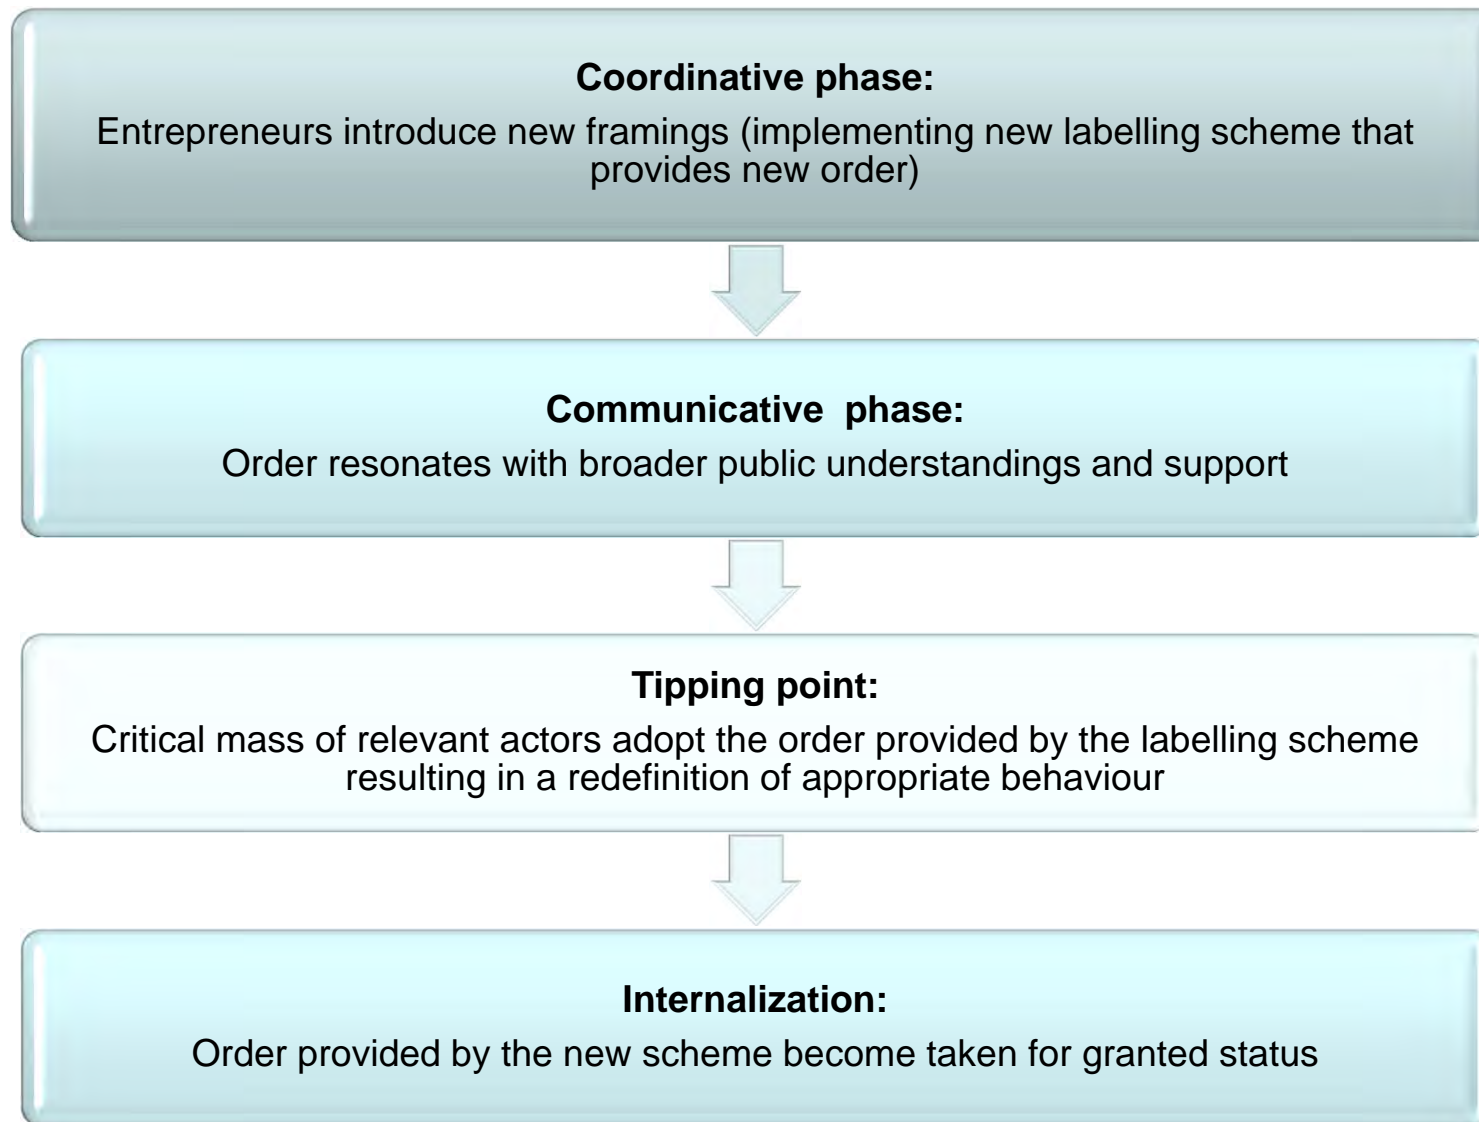 Coordinative phase:
Entrepreneurs introduce new framings (implementing new labelling scheme that
provides new order)
Communicative  phase:
Order resonates with broader public understandings and support
Tipping point:
Critical mass of relevant actors adopt the order provided by the labelling scheme
resulting in a redefinition of appropriate behaviour
Internalization:
Order provided by the new scheme become taken for granted status